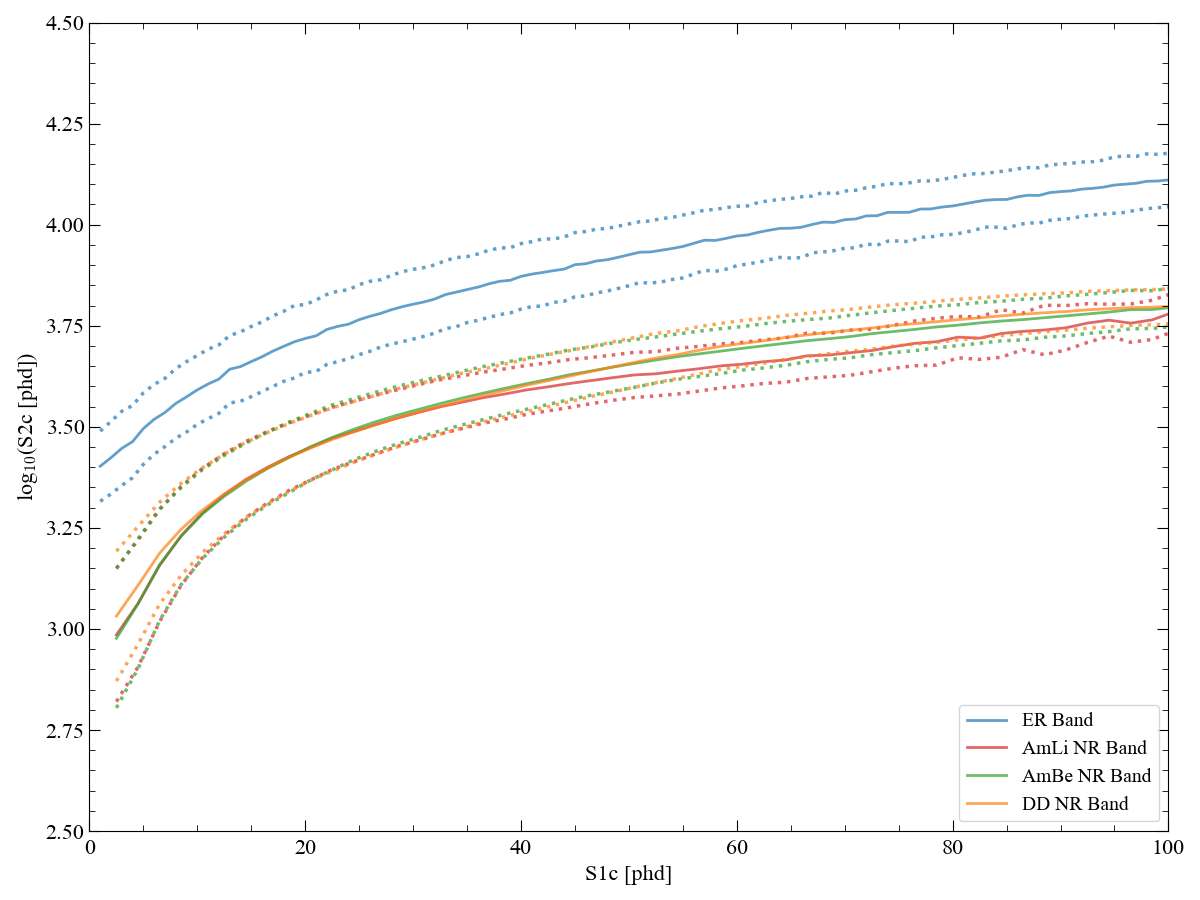 4.50
4.25
4.00
3.75
3.50
3.25
3.00
2.75
2.50
log₁₀(S2c [phd])
0 20 40 60 80 100
S1c [phd]
ER Band
AmLi NR Band
AmBe NR Band
DD NR Band